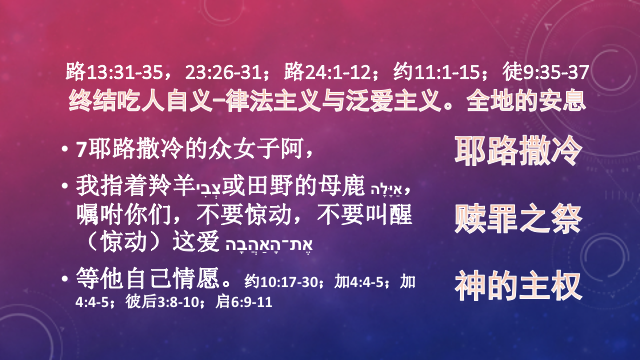 路13:31-35，23:26-31；路24:1-12；约11:1-15；徒9:35-37
终结吃人自义-律法主义与泛爱主义。全地的安息
• 7耶路撒冷的众女子阿，
• 我指着羚羊צְבִי或田野的母鹿 אַיָּלָה，
嘱咐你们，不要惊动，不要叫醒
（惊动）这爱 אֶת־הָאַהֲבָה
• 等他自己情愿。约10:17-30；加4:4-5；加
4:4-5；彼后3:8-10；启6:9-11
耶路撒冷
赎罪之祭
神的主权